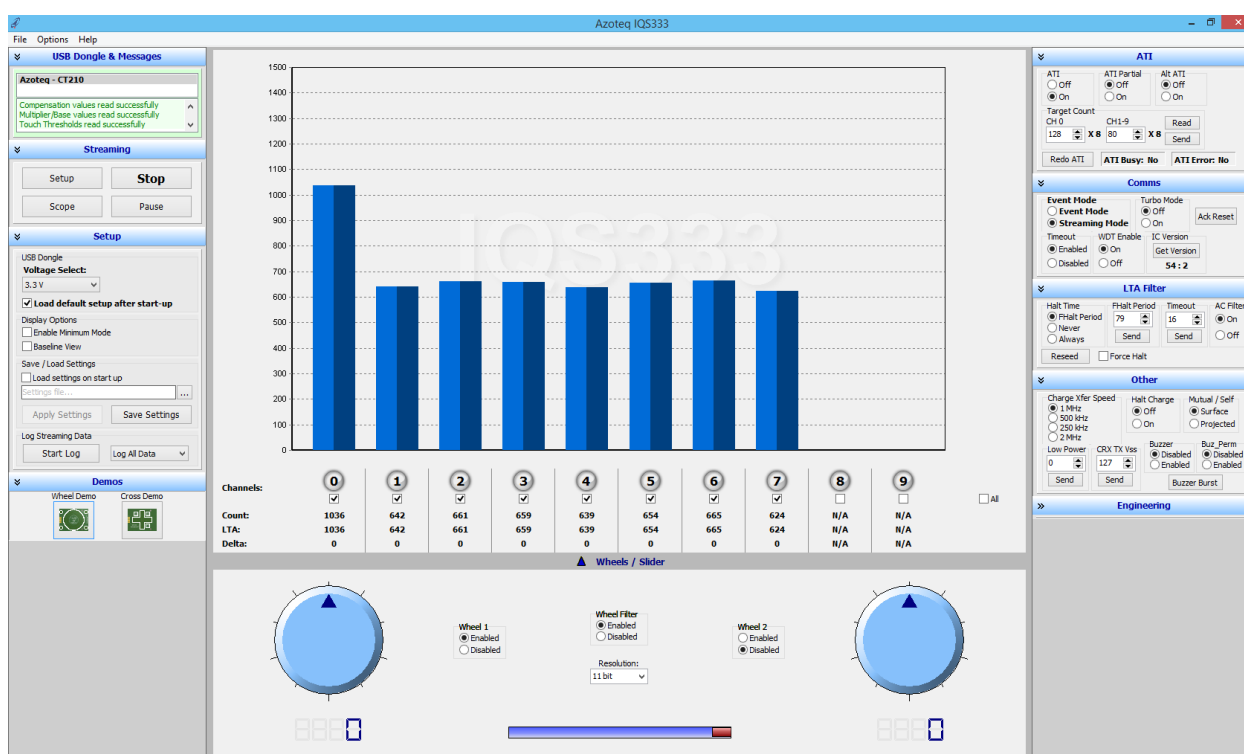 Azoteq IQS333
File Options Help
USB Dongle & Messages
Azoteq - CT210
Compensation values read successfully
Multiplier/Base values read successfully
Touch Thresholds read successfully
Streaming
Setup Stop
Scope Pause
Setup
USB Dongle
Voltage Select:
3.3 V
Load default setup after start-up
Display Options
Enable Minimum Mode
Baseline View
Save / Load Settings
Load settings on start up
Settings file... ...
Apply Settings Save Settings
Log Streaming Data
Start Log Log All Data
Demos
Wheel Demo Cross Demo
1500
1400
1300
1200
1100
1000
900
800
700
600
500
400
300
200
100
0
IQS333
Channels: 0 1 2 3 4 5 6 7 8 9
All
Count: 1036 642 661 659 639 654 665 624 N/A N/A
LTA: 1036 642 661 659 639 654 665 624 N/A N/A
Delta: 0 0 0 0 0 0 0 0 N/A N/A
Wheels / Slider
Wheel 1
Enabled
Disabled
Wheel Filter
Enabled
Disabled
Resolution:
11 bit
Wheel 2
Enabled
Disabled
0
0
ATI
ATI ATI Partial Alt ATI
Off Off Off
On On On
Target Count
CH 0 CH1-9 Read
128 X 8 80 X 8 Send
Redo ATI ATI Busy: No ATI Error: No
Comms
Event Mode Turbo Mode
Event Mode Off Ack Reset
Streaming Mode On
Timeout WDT Enable IC Version
Enabled On Get Version
Disabled Off 54 : 2
LTA Filter
Halt Time FHalt Period Timeout AC Filter
FHalt Period 79 16 On
Never Send Send Off
Always
Reseed Force Halt
Other
Charge Xfer Speed Halt Charge Mutual / Self
1 MHz Off Surface
500 kHz On Projected
250 kHz
2 MHz
Low Power CRX TX Vss Buzzer Buz_Perm
0 127 Disabled Disabled
Enabled Enabled
Send Send Buzzer Burst
Engineering